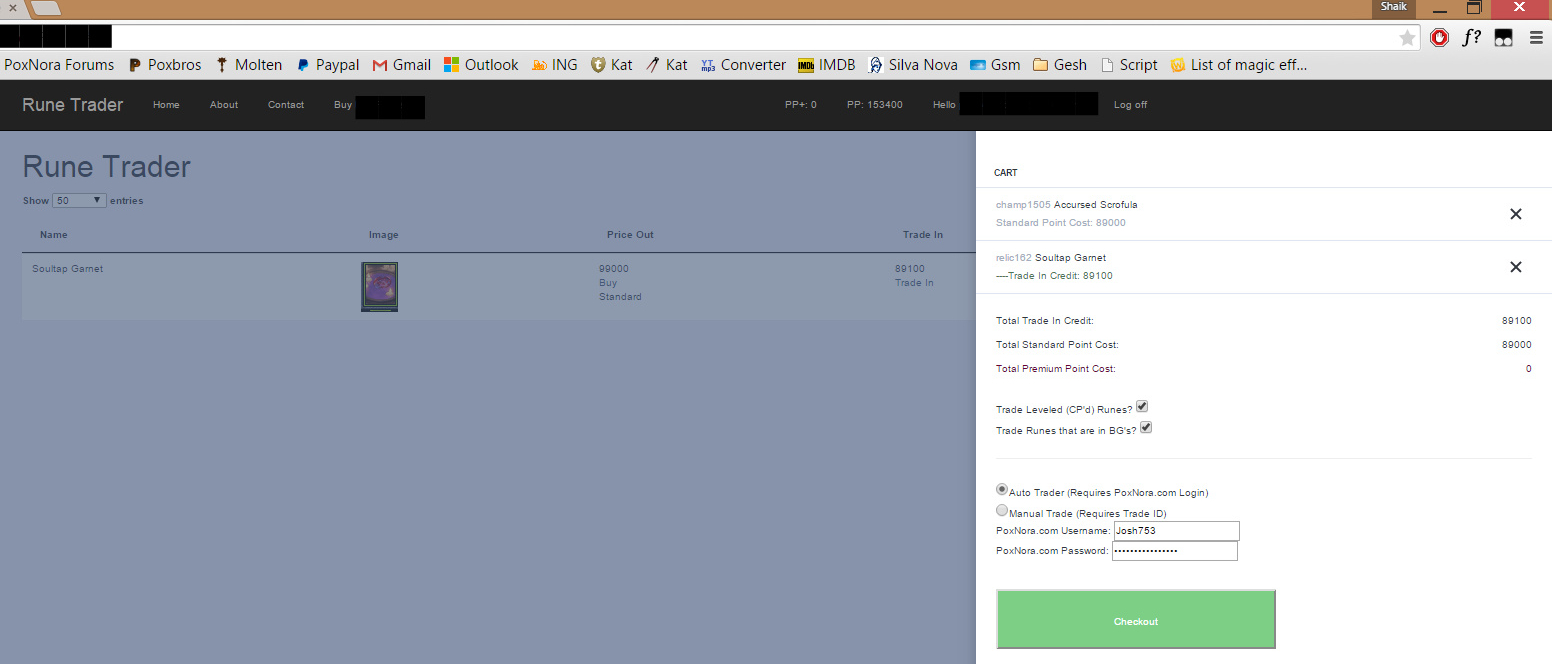 Shaik
PoxNora Forums Poxbros Molten Paypal Gmail Outlook ING Kat Kat YT mp3 Converter IMDb IMDB Silva Nova Gsm Gesh Script List of magic eff...
Rune Trader Home About Contact Buy PP+: 0 PP: 153400 Hello Log off
Rune Trader
Show 50 entries
Name Image Price Out Trade In
Soultap Garnet 99000 89100
Buy Trade In
Standard
CART
champ1505 Accursed Scrofula
Standard Point Cost: 89000
relic162 Soultap Garnet
----Trade In Credit: 89100
Total Trade In Credit: 89100
Total Standard Point Cost: 89000
Total Premium Point Cost: 0
Trade Leveled (CP'd) Runes?
Trade Runes that are in BG's?
Auto Trader (Requires PoxNora.com Login)
Manual Trade (Requires Trade ID)
PoxNora.com Username: Josh753
PoxNora.com Password: ••••••••••••••••
Checkout